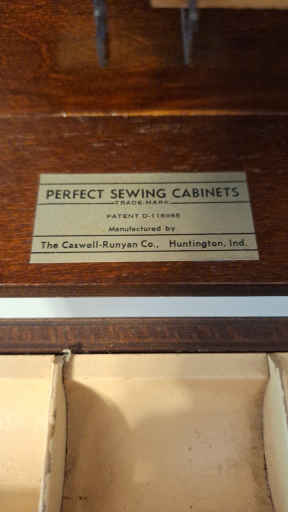 PERFECT SEWING CABINETS
TRADE MARK
PATENT D-116985
Manufactured by
The Caswell-Runyan Co., Huntington, Ind.